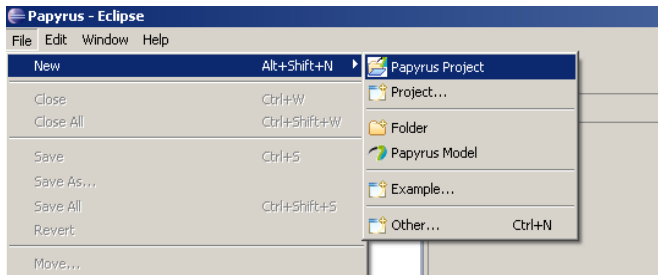 Papyrus - Eclipse
File Edit Window Help
New Alt+Shift+N
Papyrus Project
Project...
Close Ctrl+W
Close All Ctrl+Shift+W
Folder
Papyrus Model
Save Ctrl+S
Save As...
Example...
Save All Ctrl+Shift+S
Revert
Other... Ctrl+N
Move...